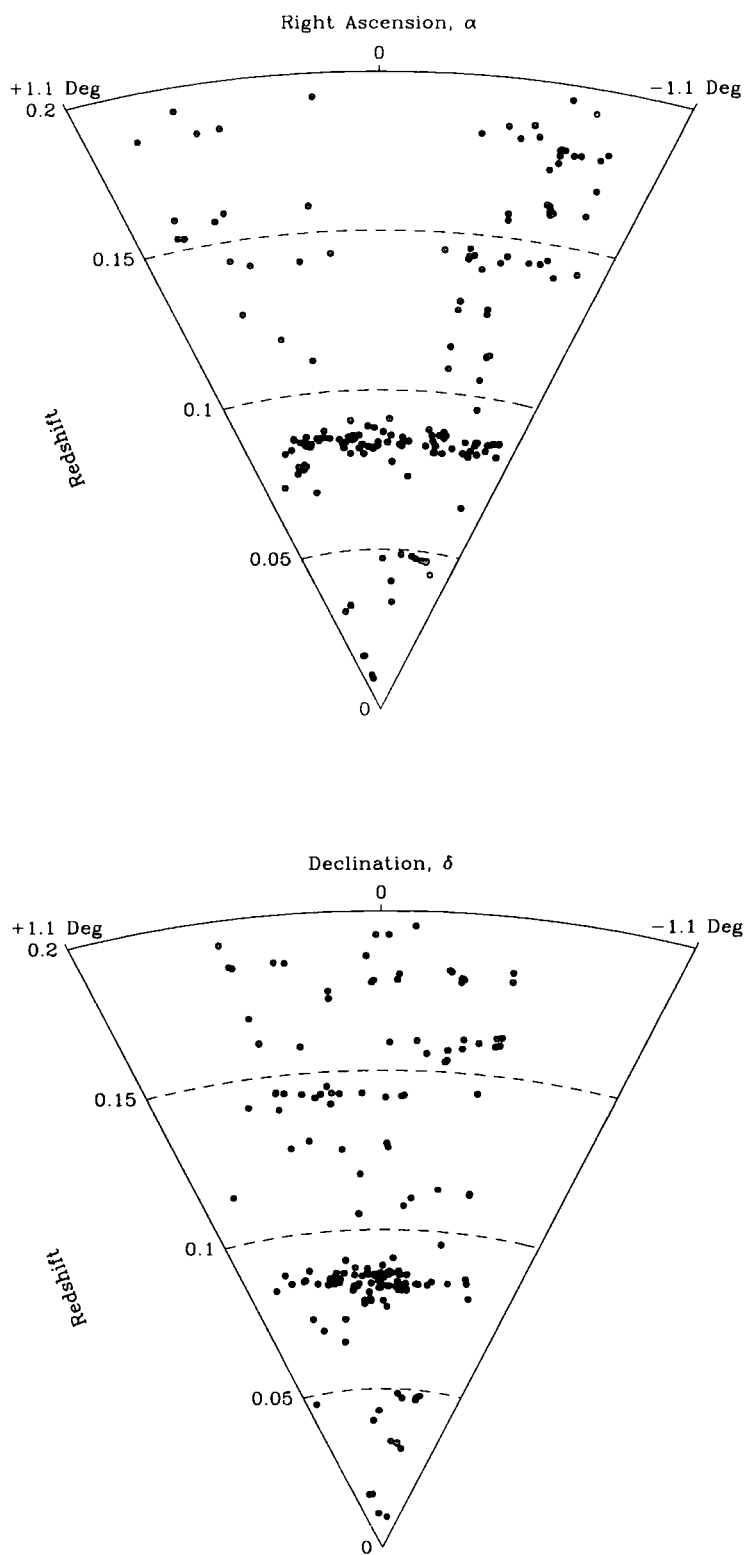 Right Ascension, α
0
+1.1 Deg
-1.1 Deg
0.2
0.15
0.1
Redshift
0.05
0
Declination, δ
0
+1.1 Deg
-1.1 Deg
0.2
0.15
0.1
Redshift
0.05
0